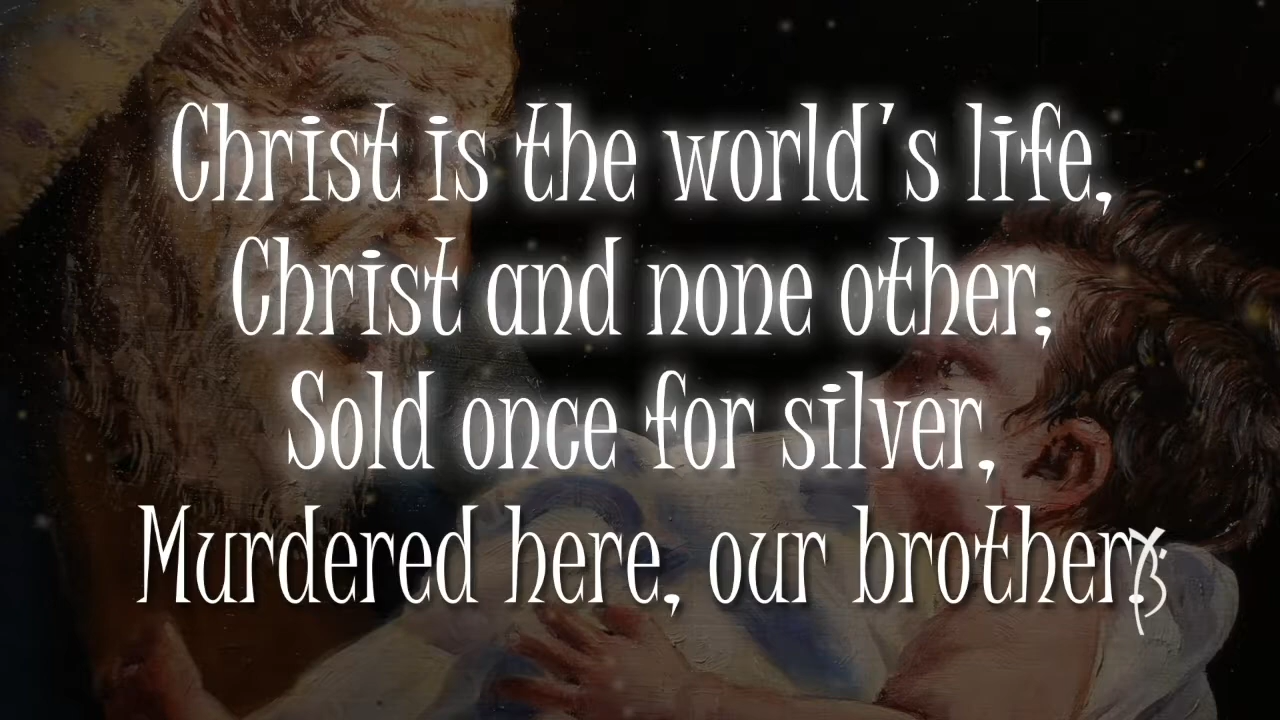 Christ is the world's life,
Christ and none other;
Sold once for silver,
Murdered here, our brother: